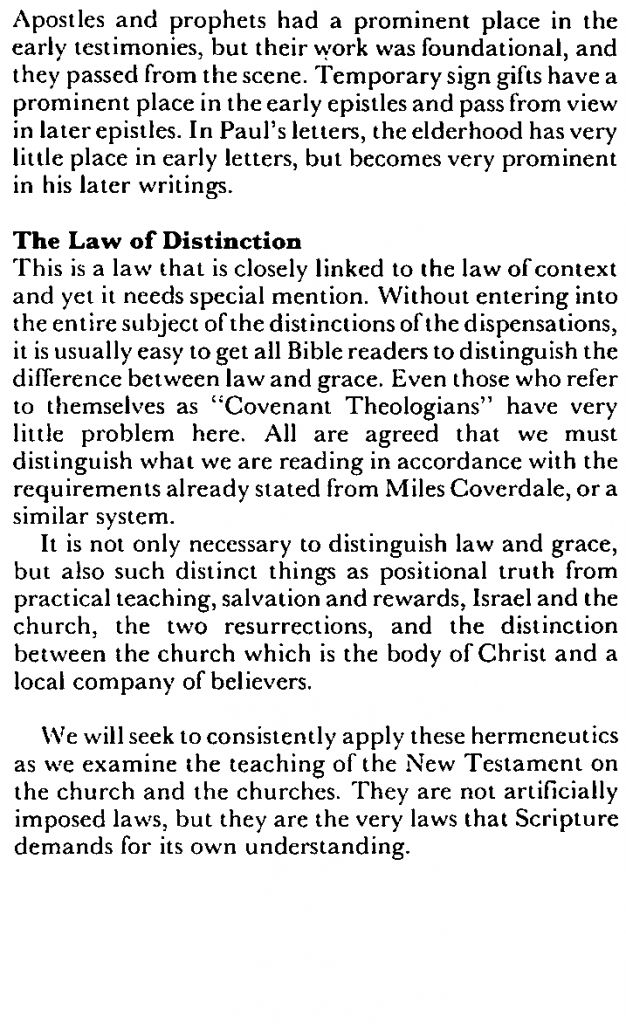 Apostles and prophets had a prominent place in the
early testimonies, but their work was foundational, and
they passed from the scene. Temporary sign gifts have a
prominent place in the early epistles and pass from view
in later epistles. In Paul's letters, the elderhood has very
little place in early letters, but becomes very prominent
in his later writings.
The Law of Distinction
This is a law that is closely linked to the law of context
and yet it needs special mention. Without entering into
the entire subject of the distinctions of the dispensations,
it is usually easy to get all Bible readers to distinguish the
difference between law and grace. Even those who refer
to themselves as "Covenant Theologians" have very
little problem here. All are agreed that we must
distinguish what we are reading in accordance with the
requirements already stated from Miles Coverdale, or a
similar system.
It is not only necessary to distinguish law and grace,
but also such distinct things as positional truth from
practical teaching, salvation and rewards, Israel and the
church, the two resurrections, and the distinction
between the church which is the body of Christ and a
local company of believers.
We will seek to consistently apply these hermeneutics
as we examine the teaching of the New Testament on
the church and the churches. They are not artificially
imposed laws, but they are the very laws that Scripture
demands for its own understanding.